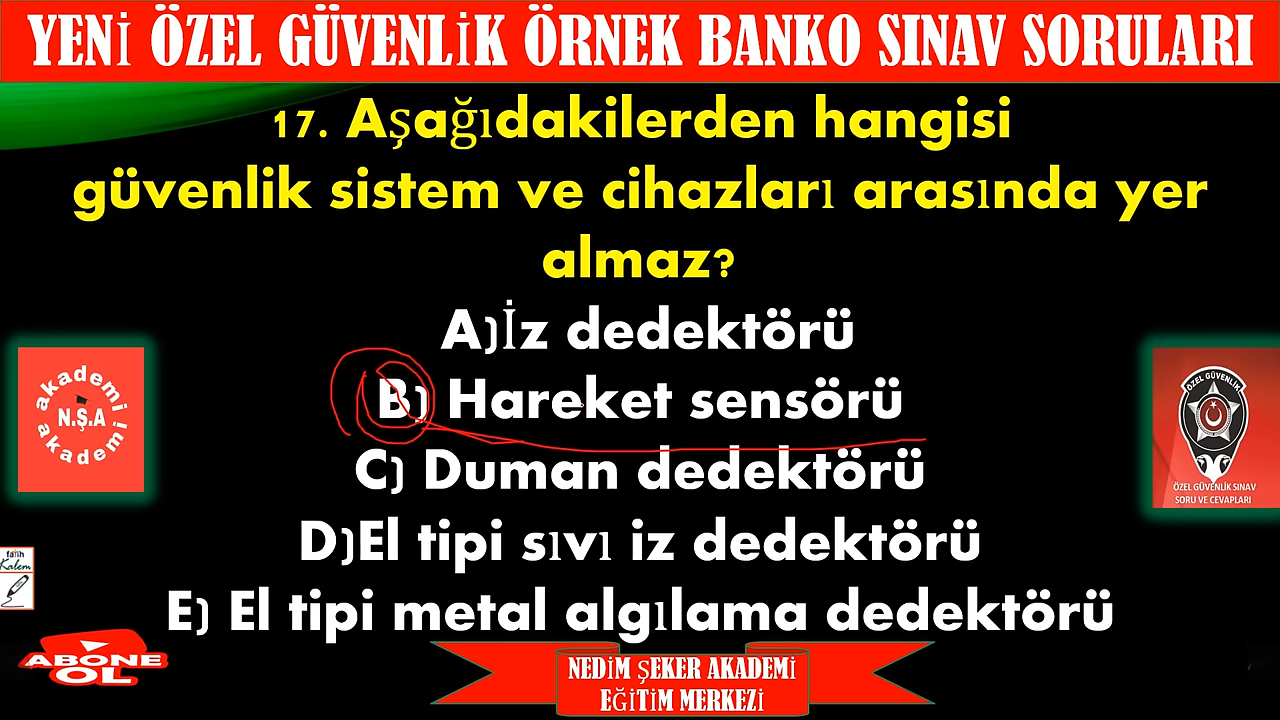 YENİ ÖZEL GÜVENLİK ÖRNEK BANKO SINAV SORULARI
17. Aşağıdakilerden hangisi
güvenlik sistem ve cihazları arasında yer
almaz?
A)İz dedektörü
B) Hareket sensörü
C) Duman dedektörü
D)El tipi sıvı iz dedektörü
E) El tipi metal algılama dedektörü
akademi
N.Ş.A
akademi
ÖZEL GÜVENLİK
ÖZEL GÜVENLİK SINAV
SORU VE CEVAPLARI
fatih
Kalem
ABONE
OL
NEDİM ŞEKER AKADEMİ
EĞİTİM MERKEZİ